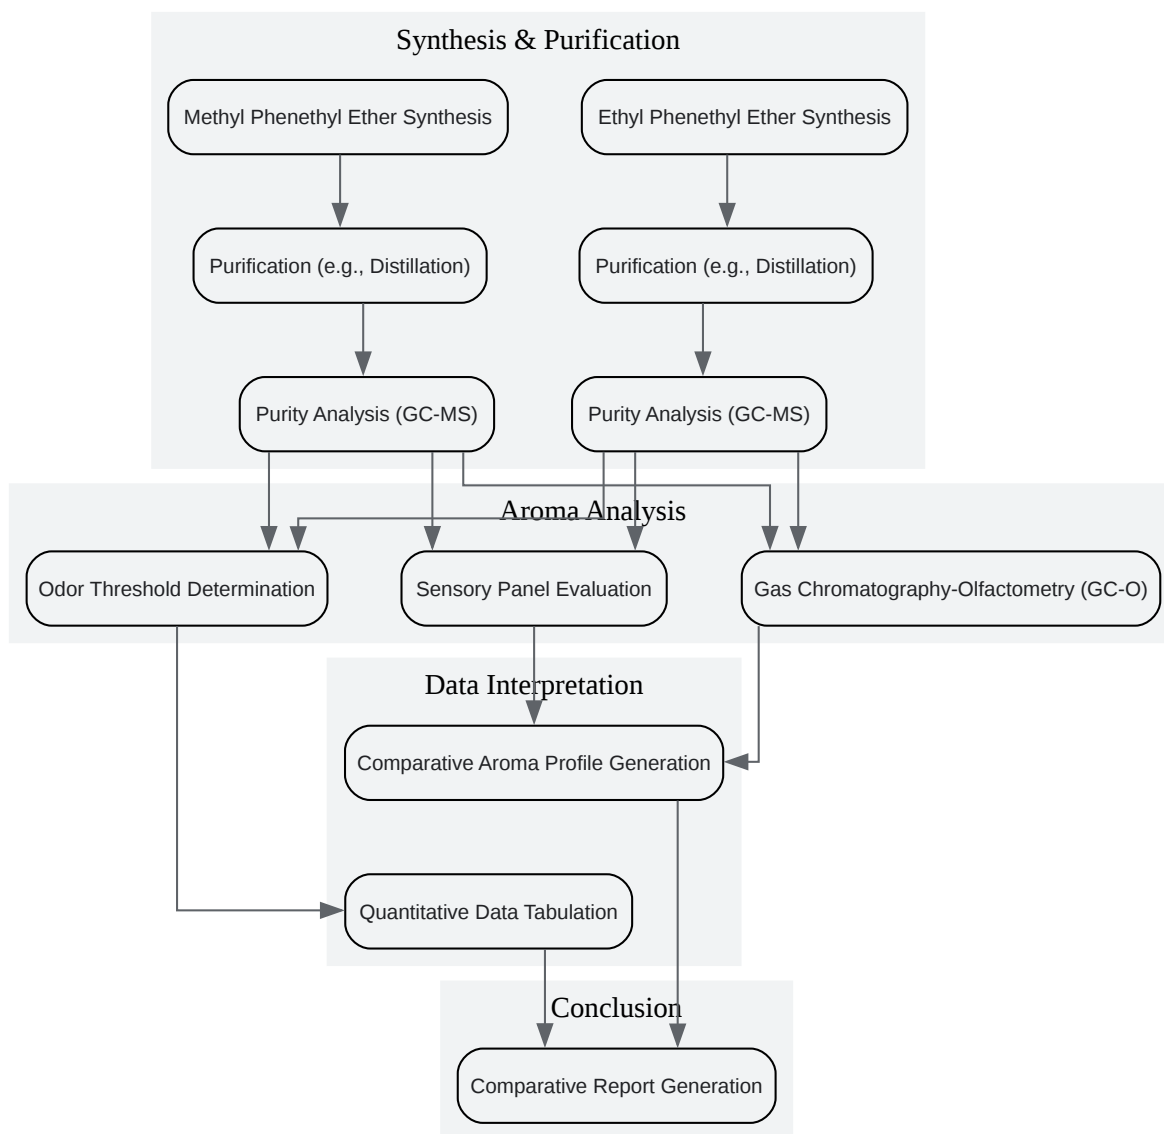 Synthesis & Purification
Methyl Phenethyl Ether Synthesis
Ethyl Phenethyl Ether Synthesis
Purification (e.g., Distillation)
Purification (e.g., Distillation)
Purity Analysis (GC-MS)
Purity Analysis (GC-MS)
Aroma Analysis
Odor Threshold Determination
Sensory Panel Evaluation
Gas Chromatography-Olfactometry (GC-O)
Data Interpretation
Comparative Aroma Profile Generation
Quantitative Data Tabulation
Conclusion
Comparative Report Generation